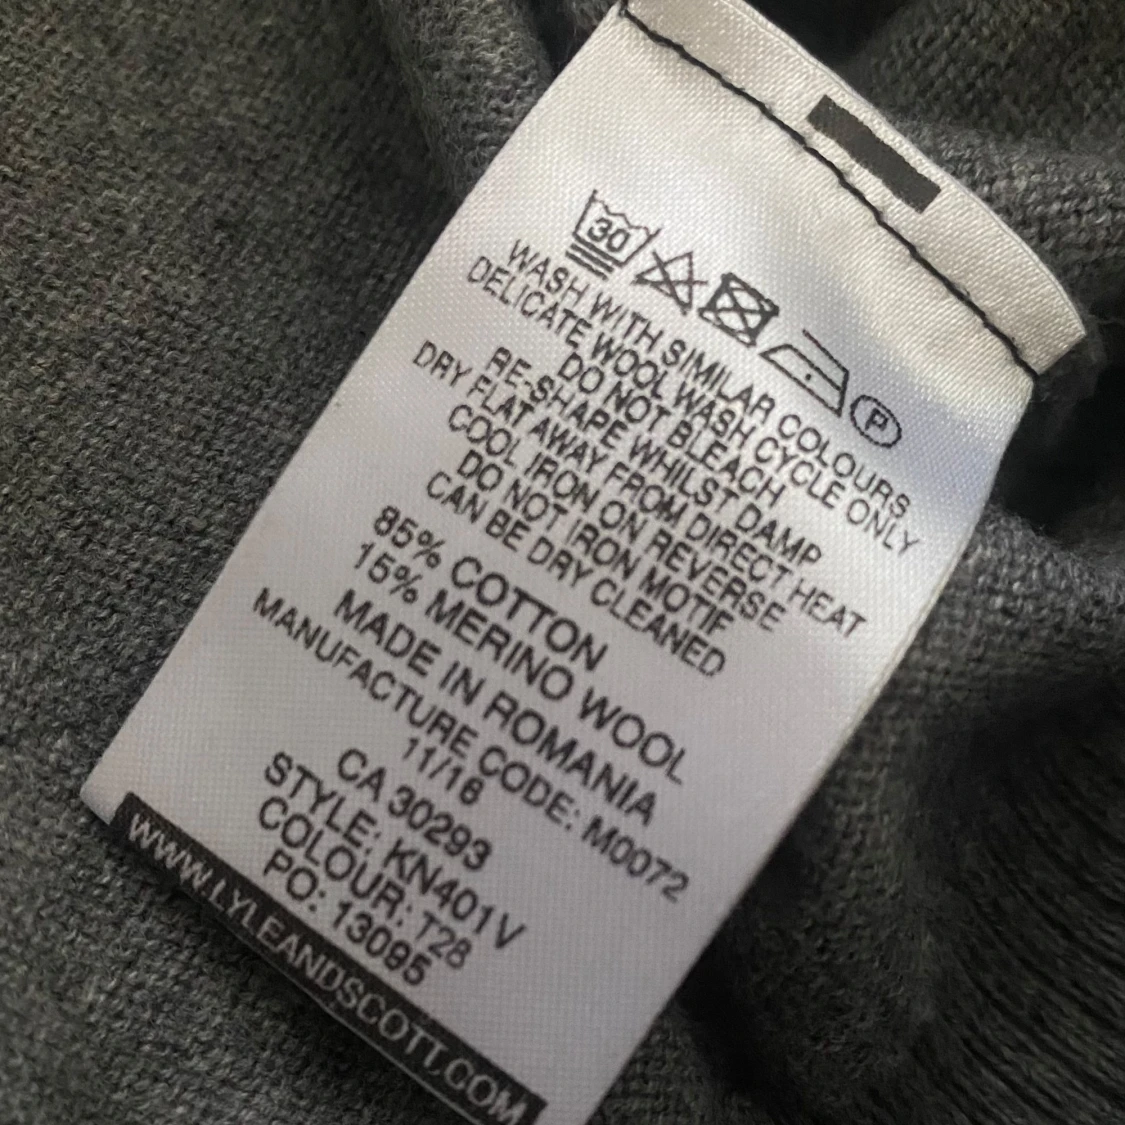 30
P
WASH WITH SIMILAR COLOURS
DELICATE WOOL WASH CYCLE ONLY
DO NOT BLEACH
RE-SHAPE WHILST DAMP
DRY FLAT AWAY FROM DIRECT HEAT
COOL IRON ON REVERSE
DO NOT IRON MOTIF
CAN BE DRY CLEANED
85% COTTON
15% MERINO WOOL
MADE IN ROMANIA
MANUFACTURE CODE: M0072
11/16
CA 30293
STYLE: KN401V
COLOUR: T28
PO: 13095
WWW.LYLEANDSCOTT.COM